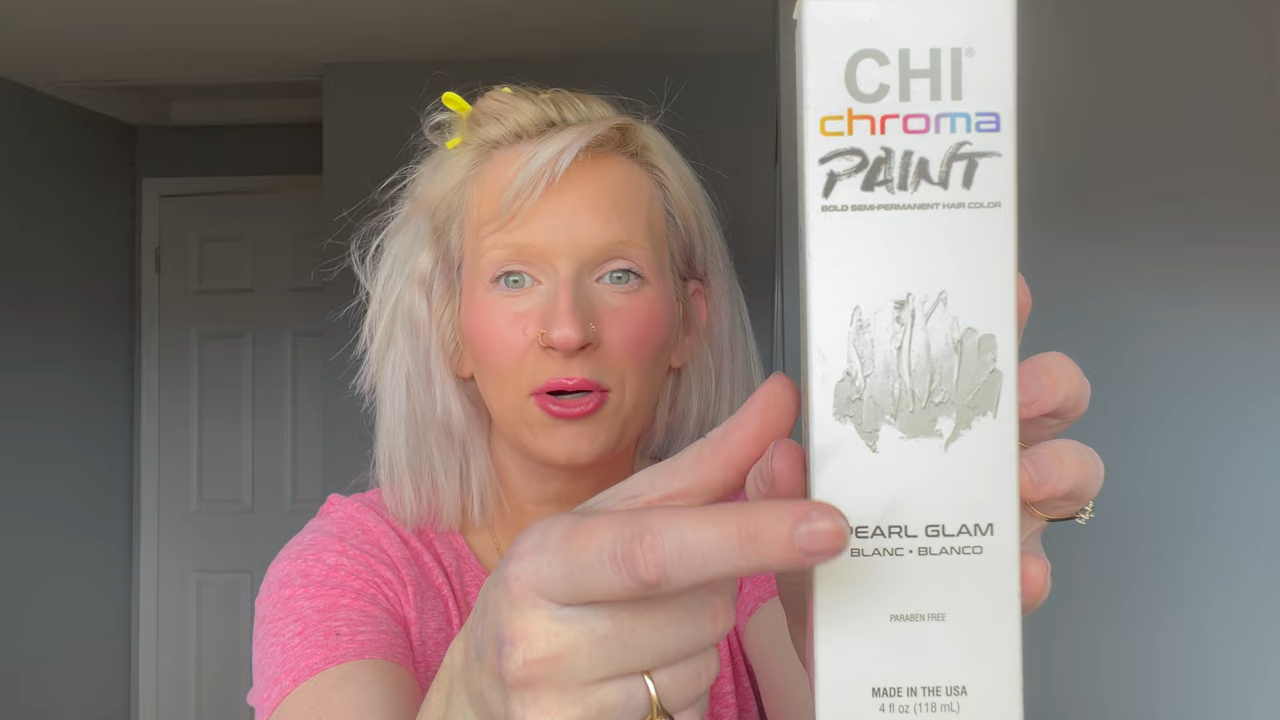 CHI®
chroma
PAINT
BOLD SEMI-PERMANENT HAIR COLOR
PEARL GLAM
BLANC • BLANCO
PARABEN FREE
MADE IN THE USA
4 fl oz (118 mL)